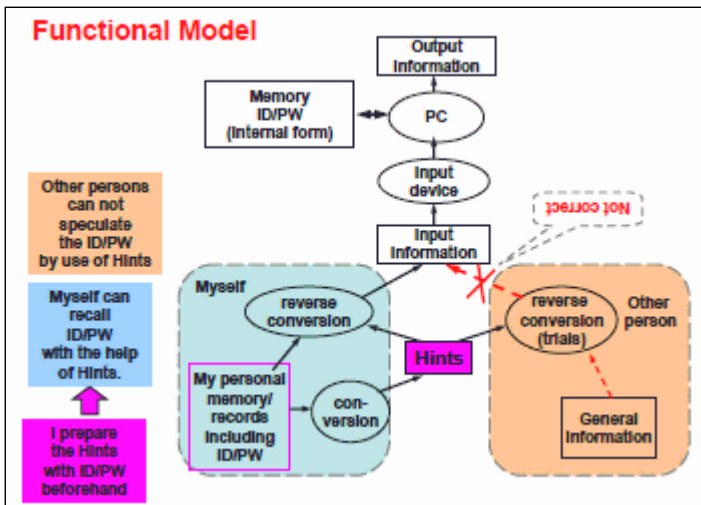 Functional Model
Output
Information
Memory
ID/PW
(Internal form)
PC
Input
device
Not correct
Input
Information
Other persons
can not
speculate
the ID/PW
by use of Hints
Myself can
recall
ID/PW
with the help
of Hints.
I prepare
the Hints
with ID/PW
beforehand
Myself
reverse
conversion
My personal
memory/
records
including
ID/PW
con-
version
Hints
reverse
conversion
(trials)
Other
person
General
Information